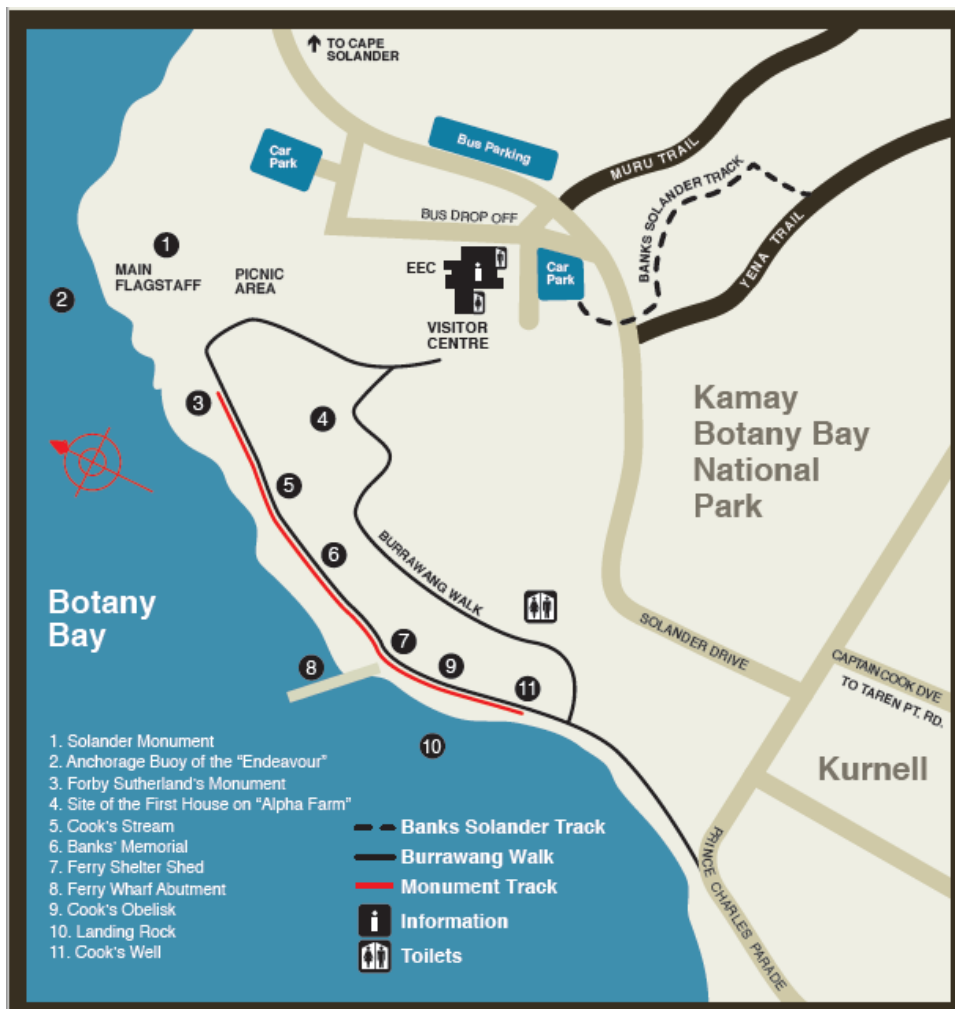 TO CAPE
SOLANDER
Car
Park
Bus Parking
MURU TRAIL
BANKS SOLANDER TRACK
YENA TRAIL
BUS DROP OFF
1
MAIN
FLAGSTAFF
PICNIC
AREA
EEC
i
Car
Park
2
VISITOR
CENTRE
3
4
Kamay
Botany Bay
National
Park
5
6
BURRAWANG WALK
Botany
Bay
7
8
9
11
10
SOLANDER DRIVE
CAPTAIN COOK DVE
TO TAREN PT. RD.
Kurnell
PRINCE CHARLES PARADE
1. Solander Monument
2. Anchorage Buoy of the “Endeavour”
3. Forby Sutherland's Monument
4. Site of the First House on “Alpha Farm”
5. Cook's Stream
6. Banks' Memorial
7. Ferry Shelter Shed
8. Ferry Wharf Abutment
9. Cook's Obelisk
10. Landing Rock
11. Cook's Well
Banks Solander Track
Burrawang Walk
Monument Track
i
Information
Toilets